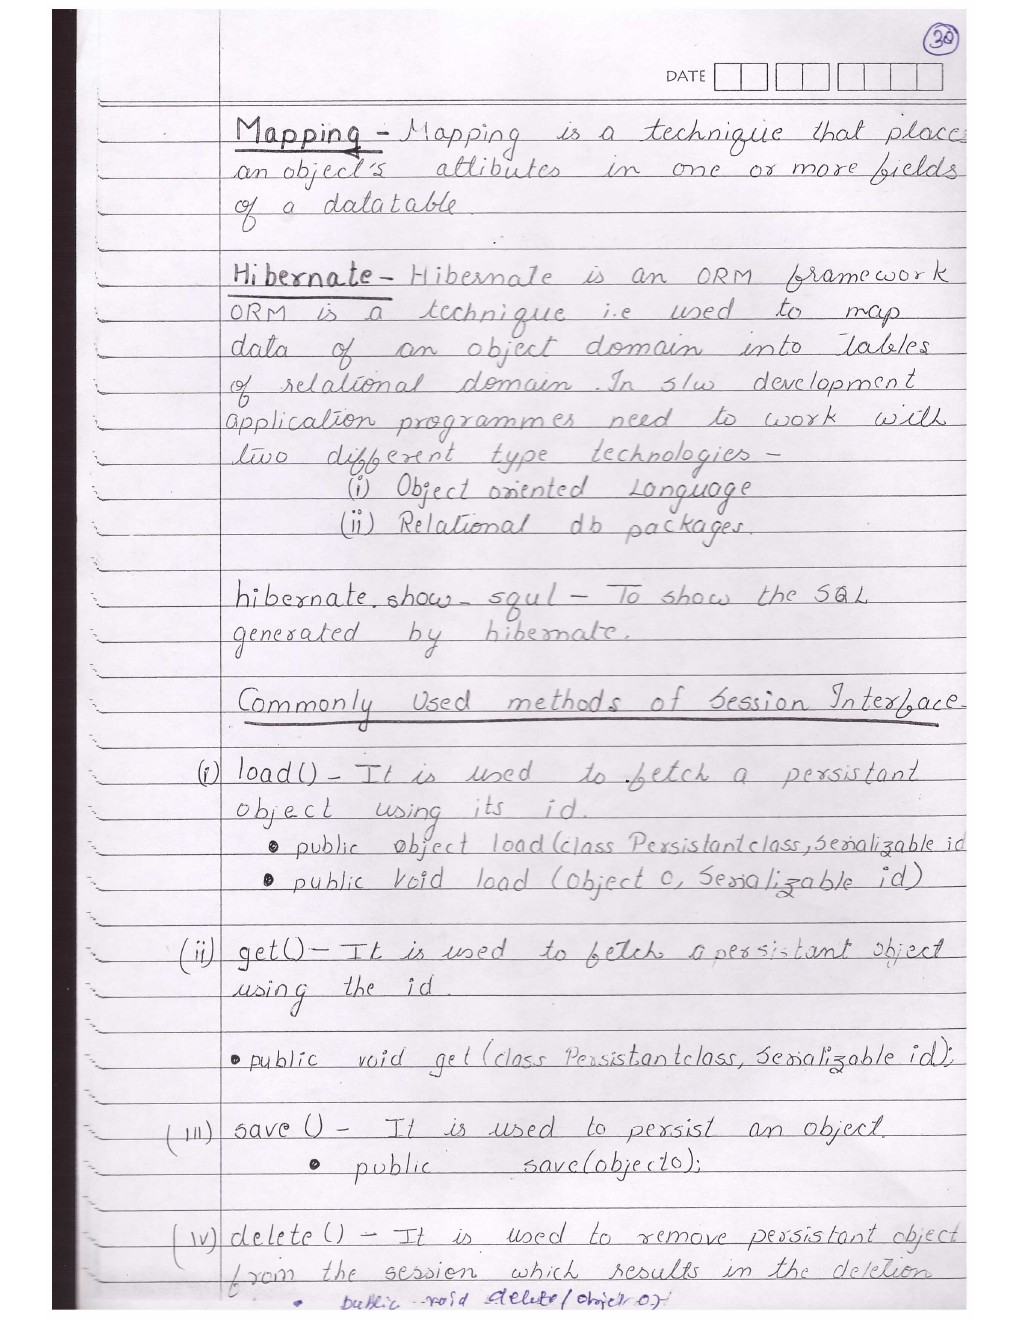 30
DATE
Mapping - Mapping is a technique that places
an object's attibutes in one or more fields
of a datatable
Hibernate - Hibernate is an ORM framework
ORM is a technique i.e used to map
data of an object domain into tables
of relational domain. In s/w development
application programmes need to work with
two different type technologies -
(i) Object oriented Language
(ii) Relational db packages.
hibernate.show_squl - To show the SQL
generated by hibernate.
Commonly Used methods of Session Interface
(i) load() - It is used to fetch a persistant
object using its id.
• public object load(class Persistantclass, Serializable id
• public void load (Object o, Serializable id)
(ii) get() - It is used to fetch a persistant object
using the id
• public void get (class Persistantclass, Serializable id);
(iii) save () - It is used to persist an object.
• public save(object o);
(iv) delete () - It is used to remove persistant object
from the session which results in the deletion
• public void delete(object o)